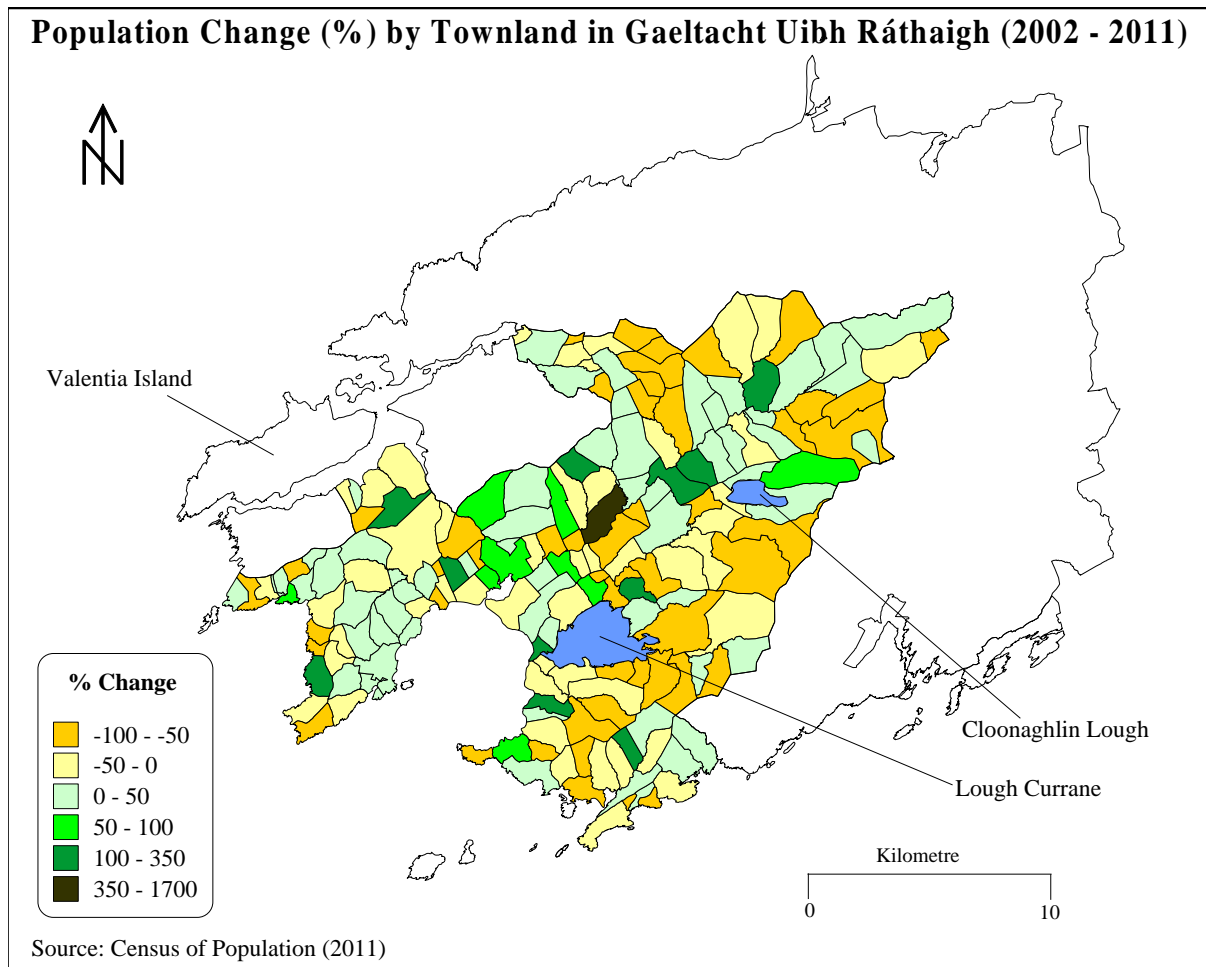 Population Change (%) by Townland in Gaeltacht Uibh Ráthaigh (2002 - 2011)
N
Valentia Island
% Change
-100 - -50
-50 - 0
0 - 50
50 - 100
100 - 350
350 - 1700
Cloonaghlin Lough
Lough Currane
Kilometre
0 10
Source: Census of Population (2011)